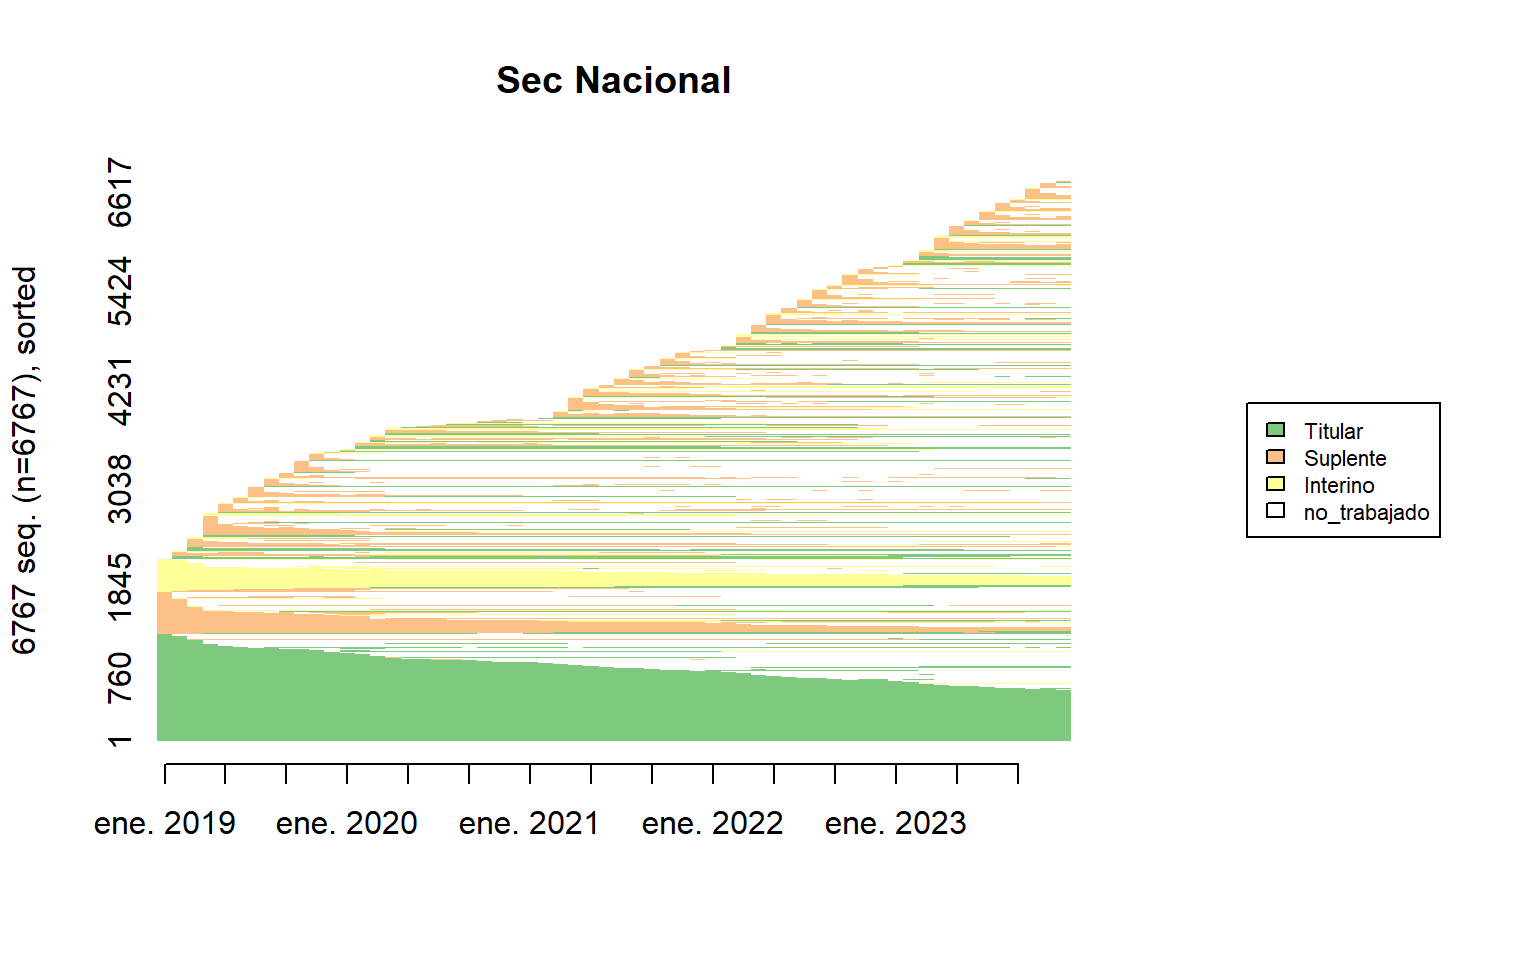 Sec Nacional
6767 seq. (n=6767), sorted
6617
5424
4231
3038
1845
760
1
ene. 2019 ene. 2020 ene. 2021 ene. 2022 ene. 2023
Titular
Suplente
Interino
no_trabajado